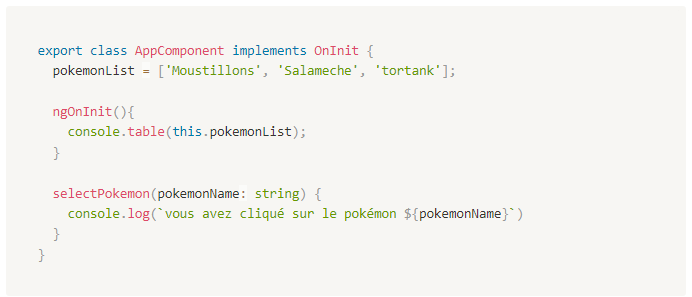 export class AppComponent implements OnInit {
  pokemonList = ['Moustillons', 'Salameche', 'tortank'];
  ngOnInit(){
    console.table(this.pokemonList);
  }
  selectPokemon(pokemonName: string) {
    console.log(`vous avez cliqué sur le pokémon ${pokemonName}`)
  }
}